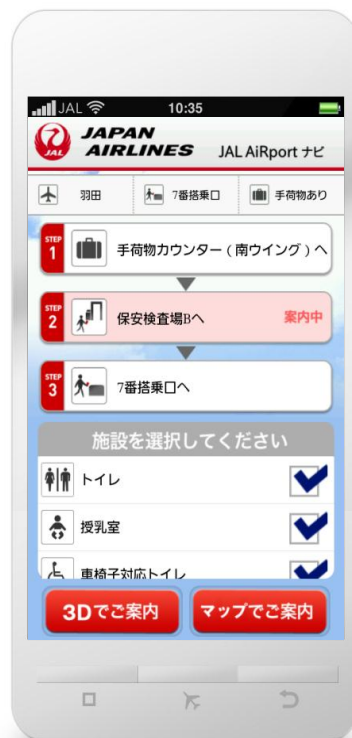 JAL
10:35
JAL
JAPAN
AIRLINES
JAL AiRport ナビ
羽田
7番搭乗口
手荷物あり
STEP
1
手荷物カウンター(南ウイング)へ
STEP
2
保安検査場Bへ
案内中
STEP
3
7番搭乗口へ
施設を選択してください
トイレ
授乳室
車椅子対応トイレ
3Dでご案内
マップでご案内